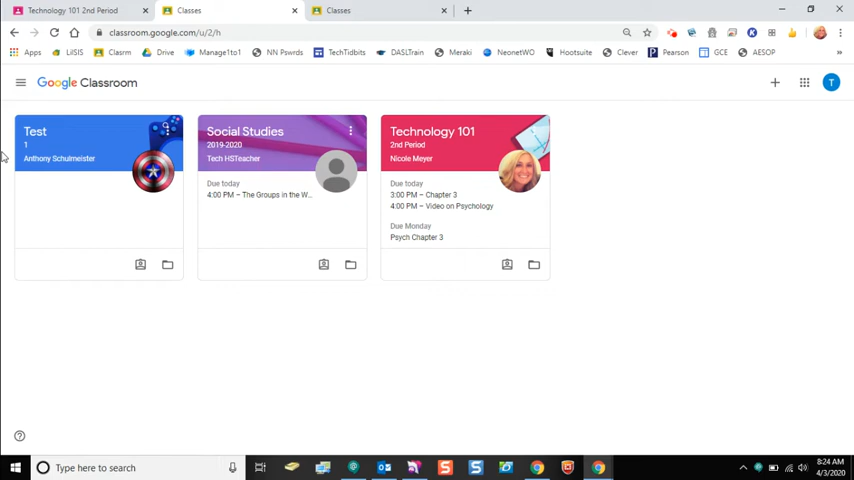 Technology 101 2nd Period
Classes
Classes
classroom.google.com/u/2/h
Apps
LilSIS
Clasrm
Drive
Manage1to1
NN Pswrds
TechTidbits
DASLTrain
Meraki
NeonetWO
Hootsuite
Clever
Pearson
GCE
AESOP
Google Classroom
T
Test
1
Anthony Schulmeister
Social Studies
2019-2020
Tech HSTeacher
Due today
4:00 PM – The Groups in the W...
Technology 101
2nd Period
Nicole Meyer
Due today
3:00 PM – Chapter 3
4:00 PM – Video on Psychology
Due Monday
Psych Chapter 3
Type here to search
8:24 AM
4/3/2020